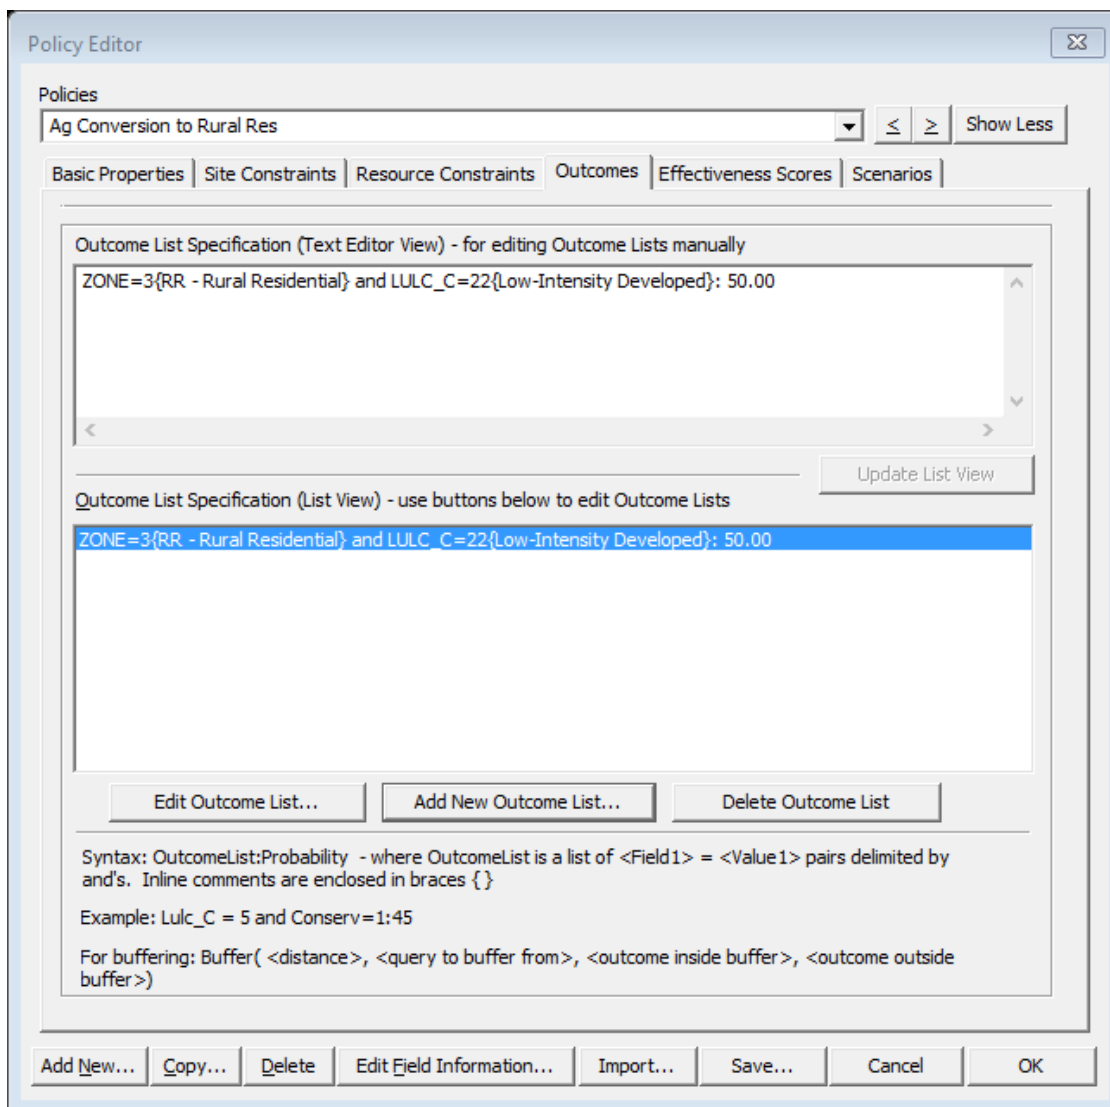 Policy Editor
Policies
Ag Conversion to Rural Res
< > Show Less
Basic Properties Site Constraints Resource Constraints Outcomes Effectiveness Scores Scenarios
Outcome List Specification (Text Editor View) - for editing Outcome Lists manually
ZONE=3{RR - Rural Residential} and LULC_C=22{Low-Intensity Developed}: 50.00
Update List View
Outcome List Specification (List View) - use buttons below to edit Outcome Lists
ZONE=3{RR - Rural Residential} and LULC_C=22{Low-Intensity Developed}: 50.00
Edit Outcome List... Add New Outcome List... Delete Outcome List
Syntax: OutcomeList:Probability - where OutcomeList is a list of <Field1> = <Value1> pairs delimited by
and's. Inline comments are enclosed in braces { }
Example: Lulc_C = 5 and Conserv=1:45
For buffering: Buffer( <distance>, <query to buffer from>, <outcome inside buffer>, <outcome outside
buffer>)
Add New... Copy... Delete Edit Field Information... Import... Save... Cancel OK